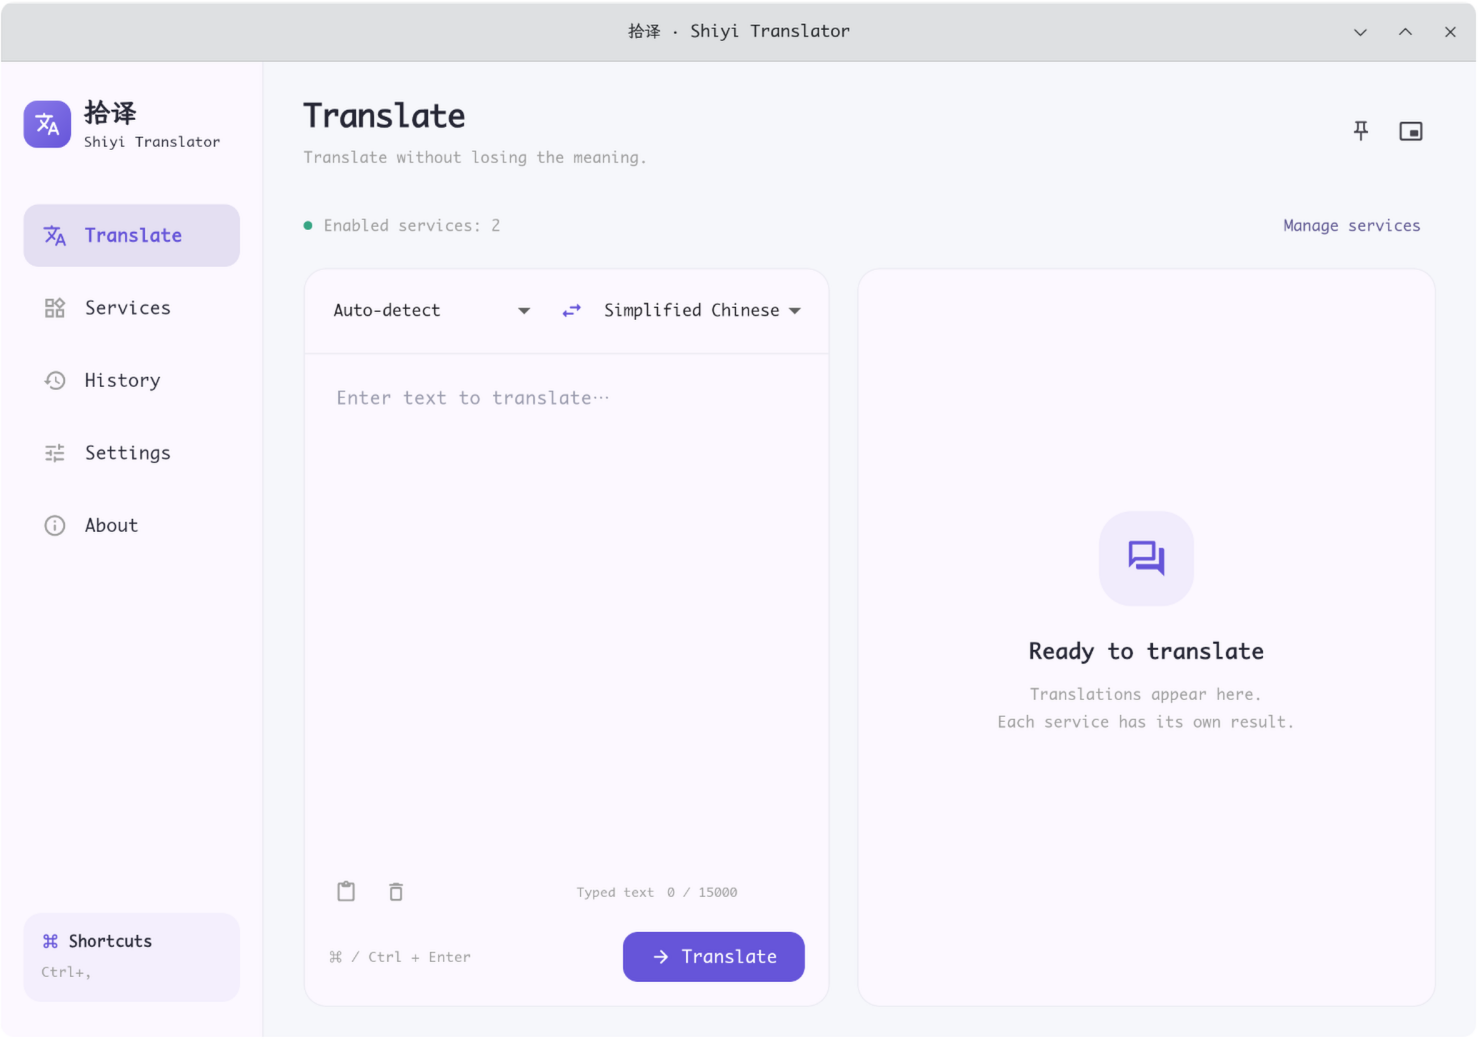 拾译 · Shiyi Translator
拾译
Shiyi Translator
Translate
Services
History
Settings
About
⌘ Shortcuts
Ctrl+,
Translate
Translate without losing the meaning.
Enabled services: 2
Manage services
Auto-detect
Simplified Chinese
Enter text to translate…
Typed text 0 / 15000
⌘ / Ctrl + Enter
→ Translate
Ready to translate
Translations appear here.
Each service has its own result.